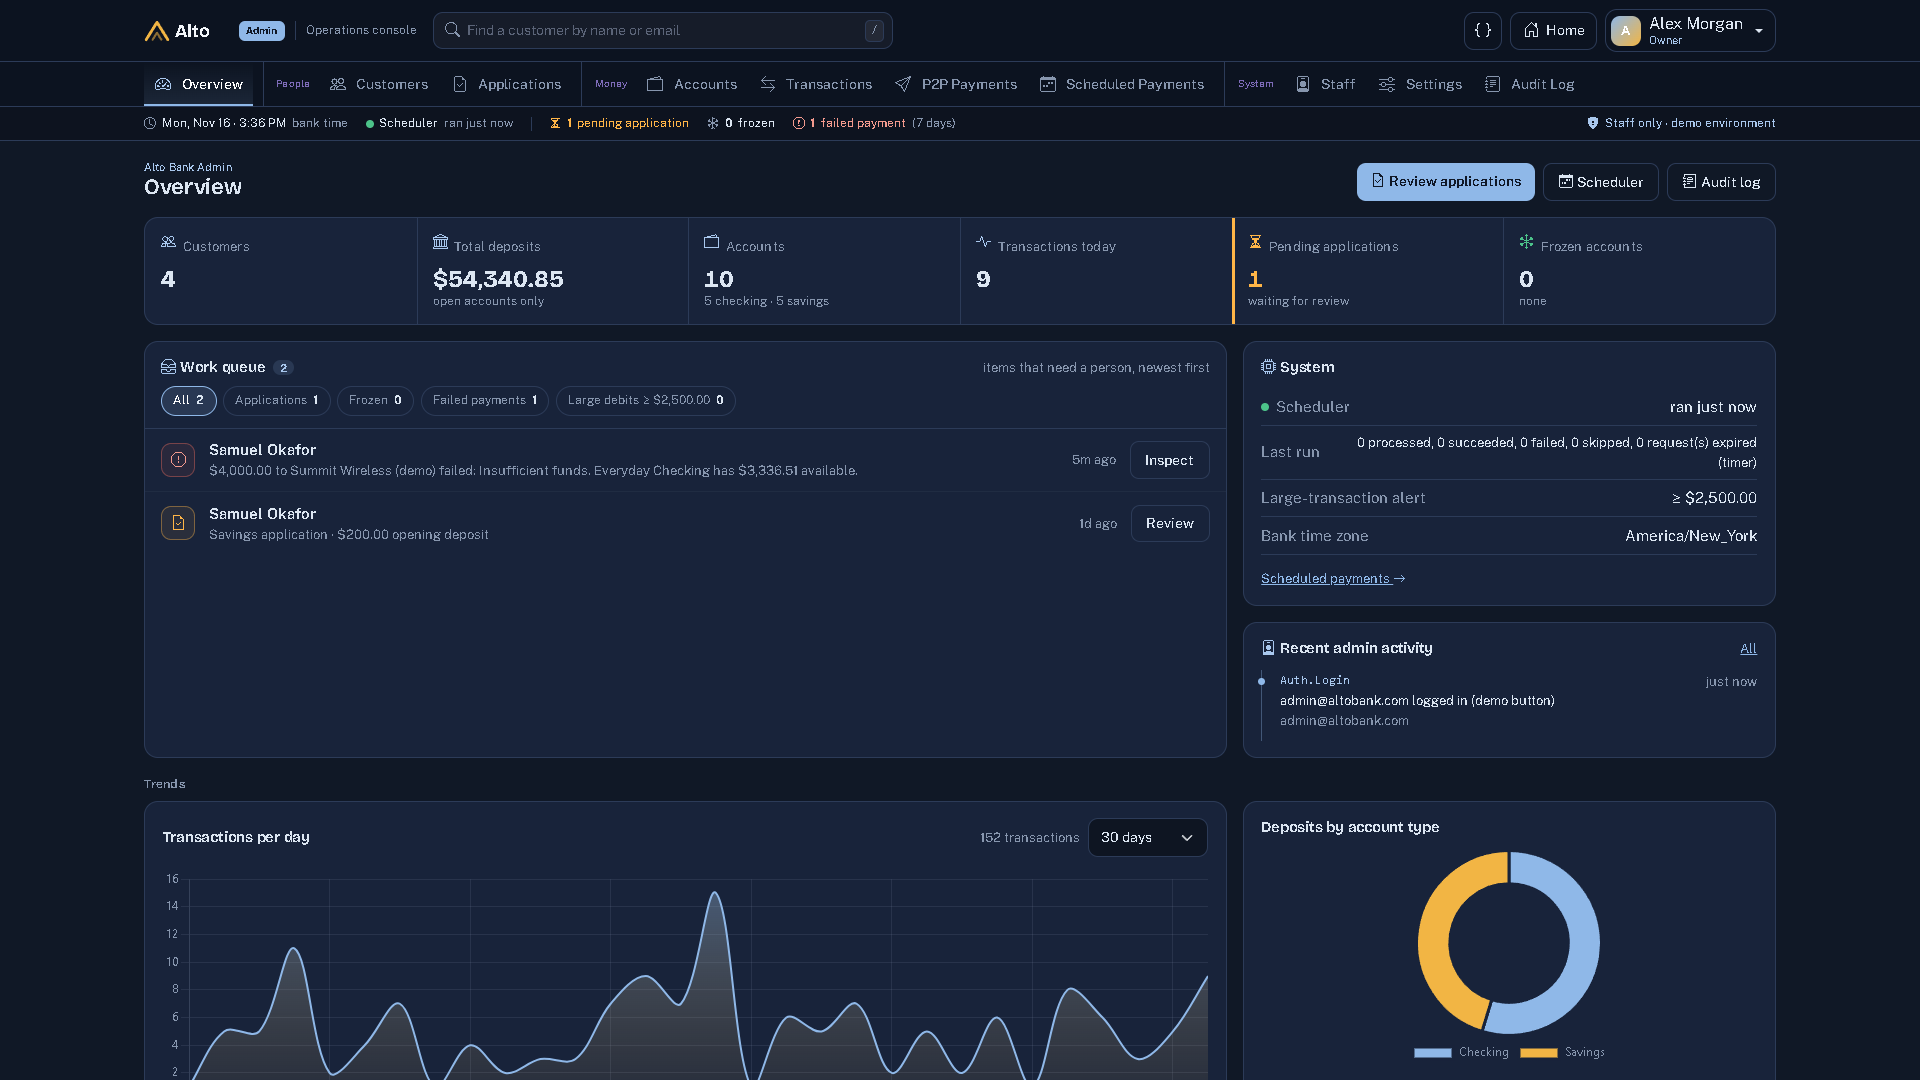 Alto
Admin
Operations console
Find a customer by name or email
/
{ }
Home
A
Alex Morgan
Owner
Overview
People
Customers
Applications
Money
Accounts
Transactions
P2P Payments
Scheduled Payments
System
Staff
Settings
Audit Log
Mon, Nov 16 · 3:36 PM bank time
Scheduler ran just now
1 pending application
0 frozen
1 failed payment (7 days)
Staff only · demo environment
Alto Bank Admin
Overview
Review applications
Scheduler
Audit log
Customers
4
Total deposits
$54,340.85
open accounts only
Accounts
10
5 checking · 5 savings
Transactions today
9
Pending applications
1
waiting for review
Frozen accounts
0
none
Work queue 2
items that need a person, newest first
All 2
Applications 1
Frozen 0
Failed payments 1
Large debits ≥ $2,500.00 0
Samuel Okafor
$4,000.00 to Summit Wireless (demo) failed: Insufficient funds. Everyday Checking has $3,336.51 available.
5m ago
Inspect
Samuel Okafor
Savings application · $200.00 opening deposit
1d ago
Review
System
Scheduler
ran just now
Last run
0 processed, 0 succeeded, 0 failed, 0 skipped, 0 request(s) expired
(timer)
Large-transaction alert
≥ $2,500.00
Bank time zone
America/New_York
Scheduled payments →
Recent admin activity
All
Auth.Login
just now
admin@altobank.com logged in (demo button)
admin@altobank.com
Trends
Transactions per day
152 transactions
30 days
16
14
12
10
8
6
4
2
Deposits by account type
Checking
Savings